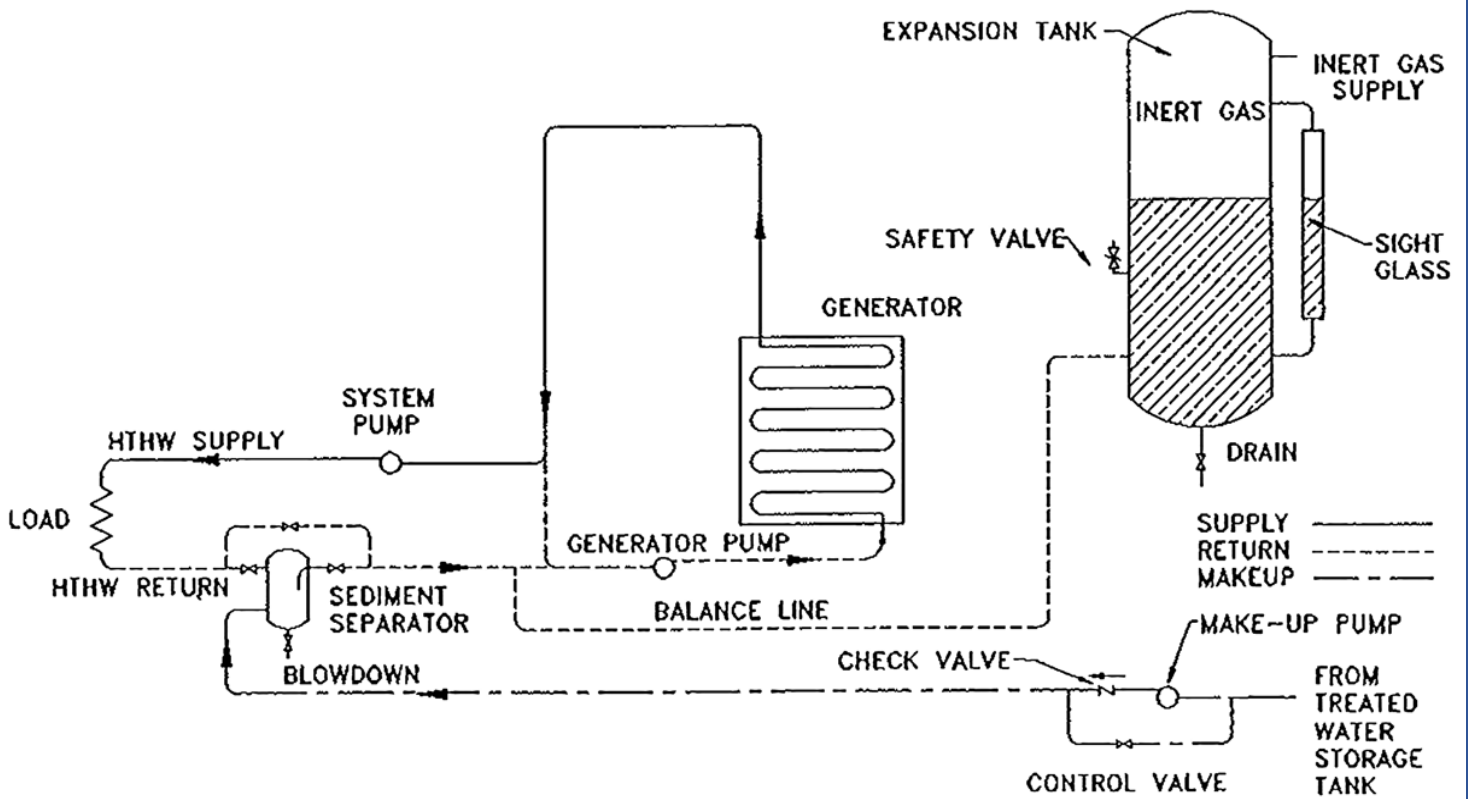 EXPANSION TANK
INERT GAS
SUPPLY
INERT GAS
SAFETY VALVE
SIGHT
GLASS
GENERATOR
SYSTEM
PUMP
HTHW SUPPLY
DRAIN
LOAD
GENERATOR PUMP
HTHW RETURN
SEDIMENT
SEPARATOR
BALANCE LINE
BLOWDOWN
SUPPLY
RETURN
MAKEUP
MAKE-UP PUMP
CHECK VALVE
FROM
TREATED
WATER
STORAGE
TANK
CONTROL VALVE